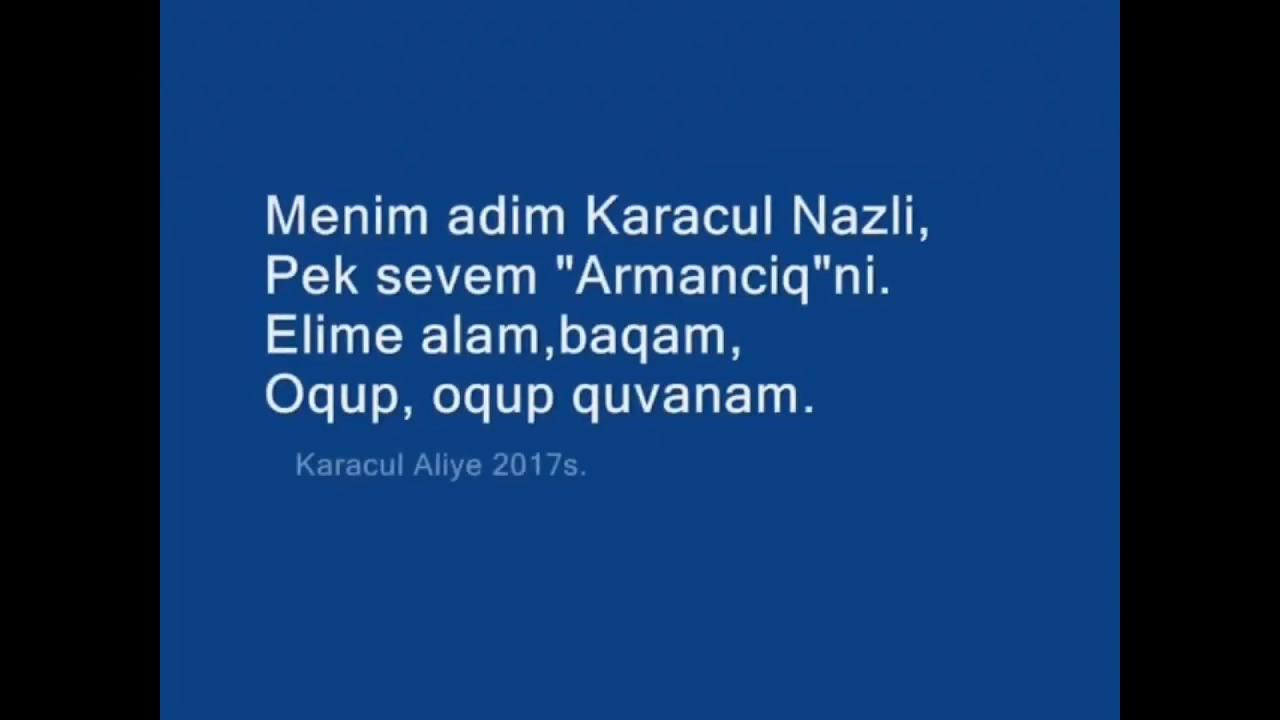 Menim adim Karacul Nazli,
Pek sevem "Armanciq"ni.
Elime alam,baqam,
Oqup, oqup quvanam.
Karacul Aliye 2017s.